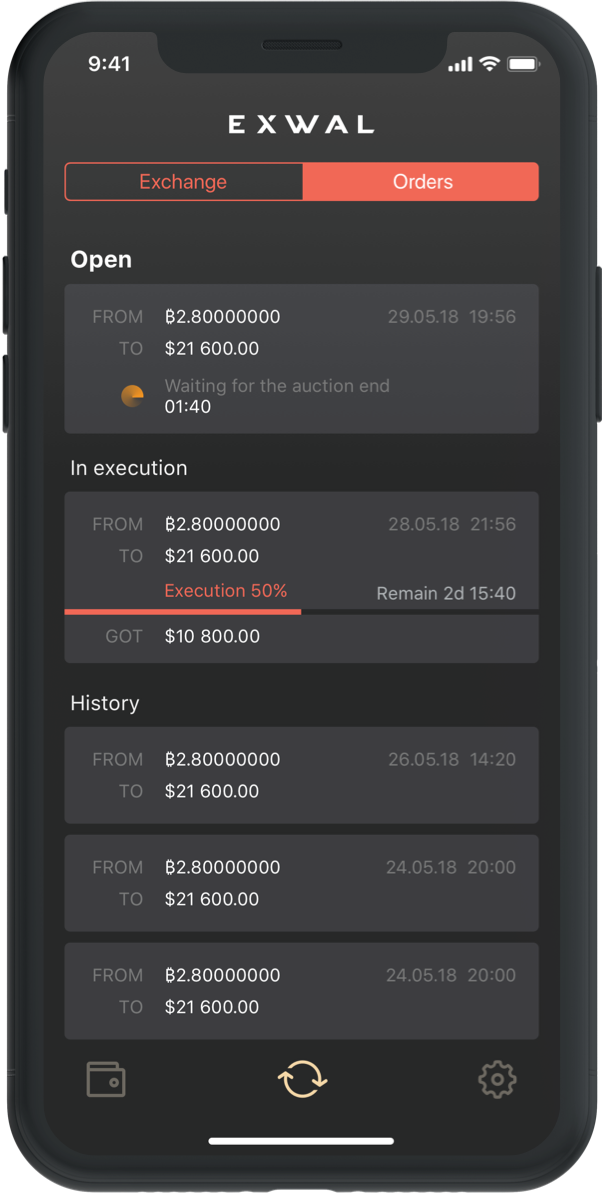 9:41
EXWAL
Exchange Orders
Open
FROM ฿2.80000000 29.05.18 19:56
TO $21 600.00
Waiting for the auction end
01:40
In execution
FROM ฿2.80000000 28.05.18 21:56
TO $21 600.00
Execution 50% Remain 2d 15:40
GOT $10 800.00
History
FROM ฿2.80000000 26.05.18 14:20
TO $21 600.00
FROM ฿2.80000000 24.05.18 20:00
TO $21 600.00
FROM ฿2.80000000 24.05.18 20:00
TO $21 600.00